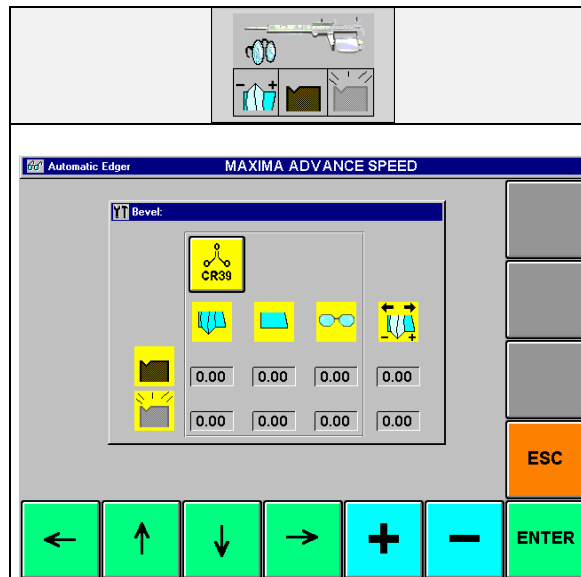 - +
Automatic Edger MAXIMA ADVANCE SPEED
Bevel:
CR39
- +
0.00 0.00 0.00 0.00
0.00 0.00 0.00 0.00
ESC
← ↑ ↓ → + − ENTER